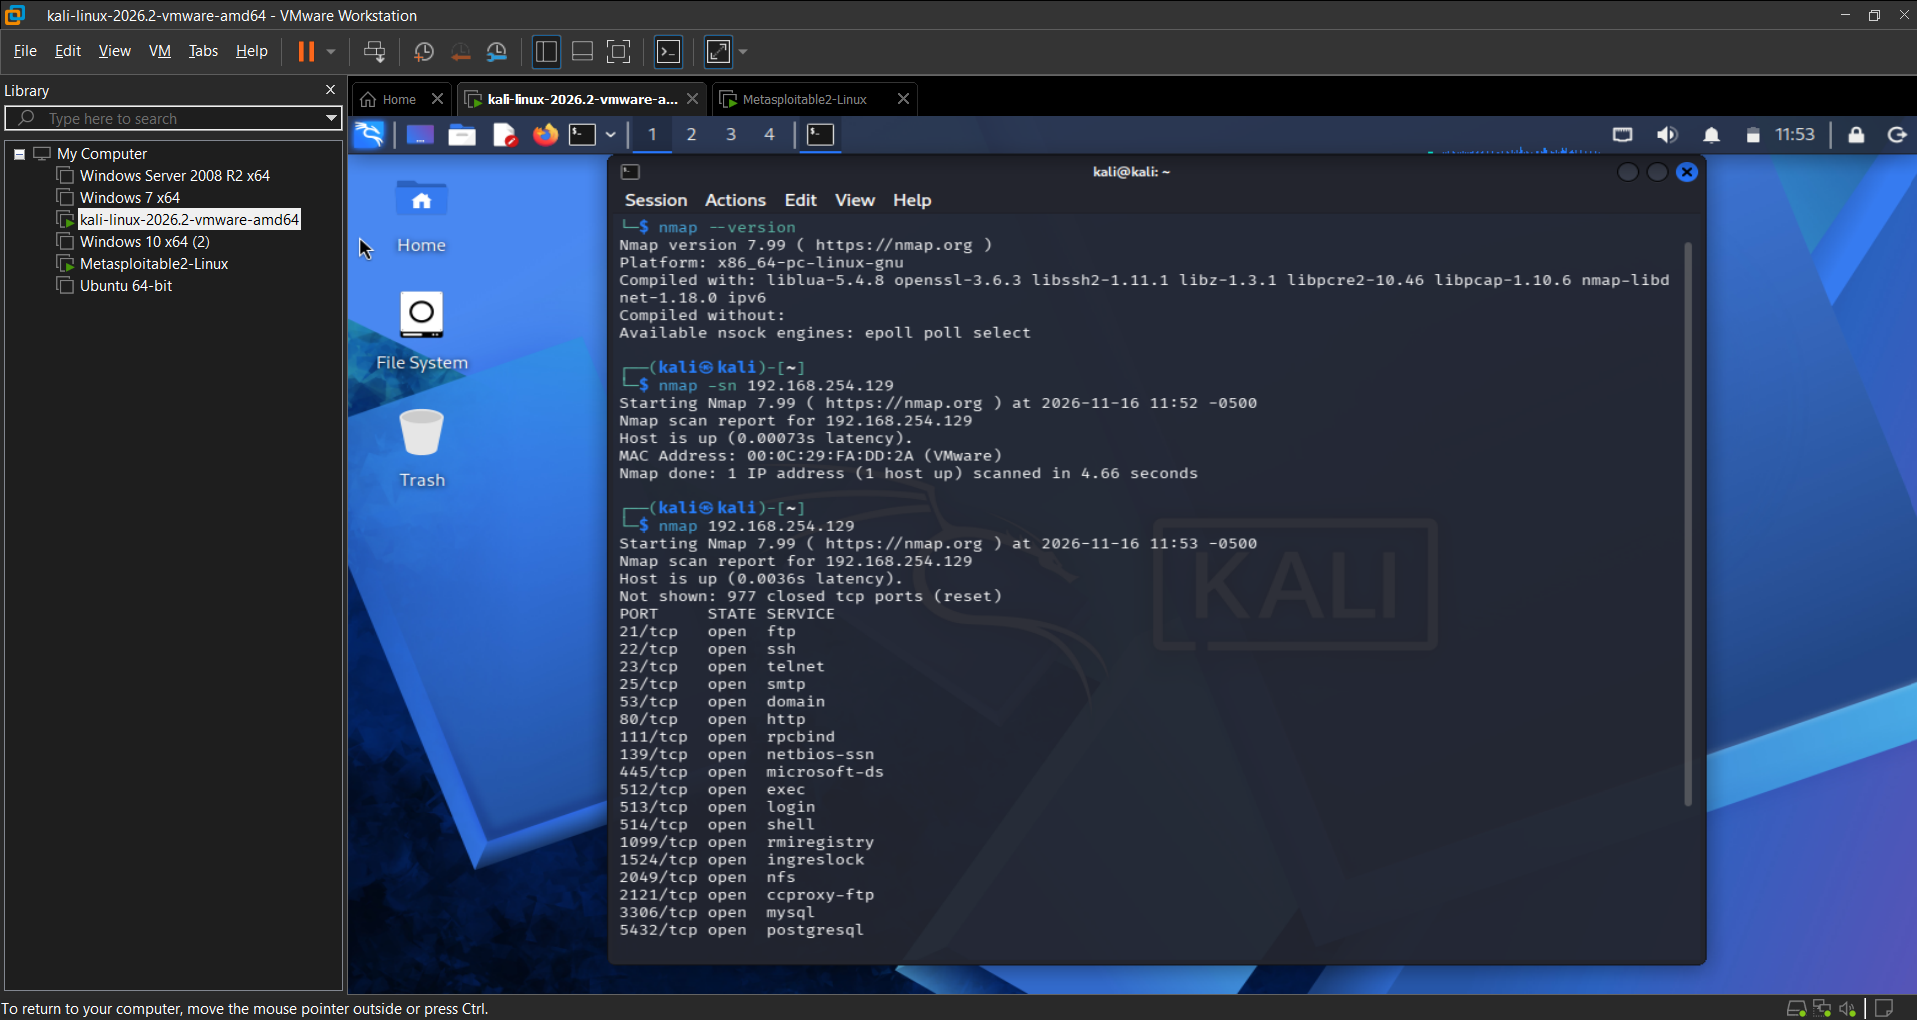 kali-linux-2026.2-vmware-amd64 - VMware Workstation
File Edit View VM Tabs Help
Library
Type here to search
My Computer
Windows Server 2008 R2 x64
Windows 7 x64
kali-linux-2026.2-vmware-amd64
Windows 10 x64 (2)
Metasploitable2-Linux
Ubuntu 64-bit
Home kali-linux-2026.2-vmware-a... Metasploitable2-Linux
1 2 3 4 11:53
Home
File System
Trash
kali@kali: ~
Session Actions Edit View Help
└─$ nmap --version
Nmap version 7.99 ( https://nmap.org )
Platform: x86_64-pc-linux-gnu
Compiled with: liblua-5.4.8 openssl-3.6.3 libssh2-1.11.1 libz-1.3.1 libpcre2-10.46 libpcap-1.10.6 nmap-libd
net-1.18.0 ipv6
Compiled without:
Available nsock engines: epoll poll select
┌──(kali㉿kali)-[~]
└─$ nmap -sn 192.168.254.129
Starting Nmap 7.99 ( https://nmap.org ) at 2026-11-16 11:52 -0500
Nmap scan report for 192.168.254.129
Host is up (0.00073s latency).
MAC Address: 00:0C:29:FA:DD:2A (VMware)
Nmap done: 1 IP address (1 host up) scanned in 4.66 seconds
┌──(kali㉿kali)-[~]
└─$ nmap 192.168.254.129
Starting Nmap 7.99 ( https://nmap.org ) at 2026-11-16 11:53 -0500
Nmap scan report for 192.168.254.129
Host is up (0.0036s latency).
Not shown: 977 closed tcp ports (reset)
PORT STATE SERVICE
21/tcp open ftp
22/tcp open ssh
23/tcp open telnet
25/tcp open smtp
53/tcp open domain
80/tcp open http
111/tcp open rpcbind
139/tcp open netbios-ssn
445/tcp open microsoft-ds
512/tcp open exec
513/tcp open login
514/tcp open shell
1099/tcp open rmiregistry
1524/tcp open ingreslock
2049/tcp open nfs
2121/tcp open ccproxy-ftp
3306/tcp open mysql
5432/tcp open postgresql
KALI
To return to your computer, move the mouse pointer outside or press Ctrl.